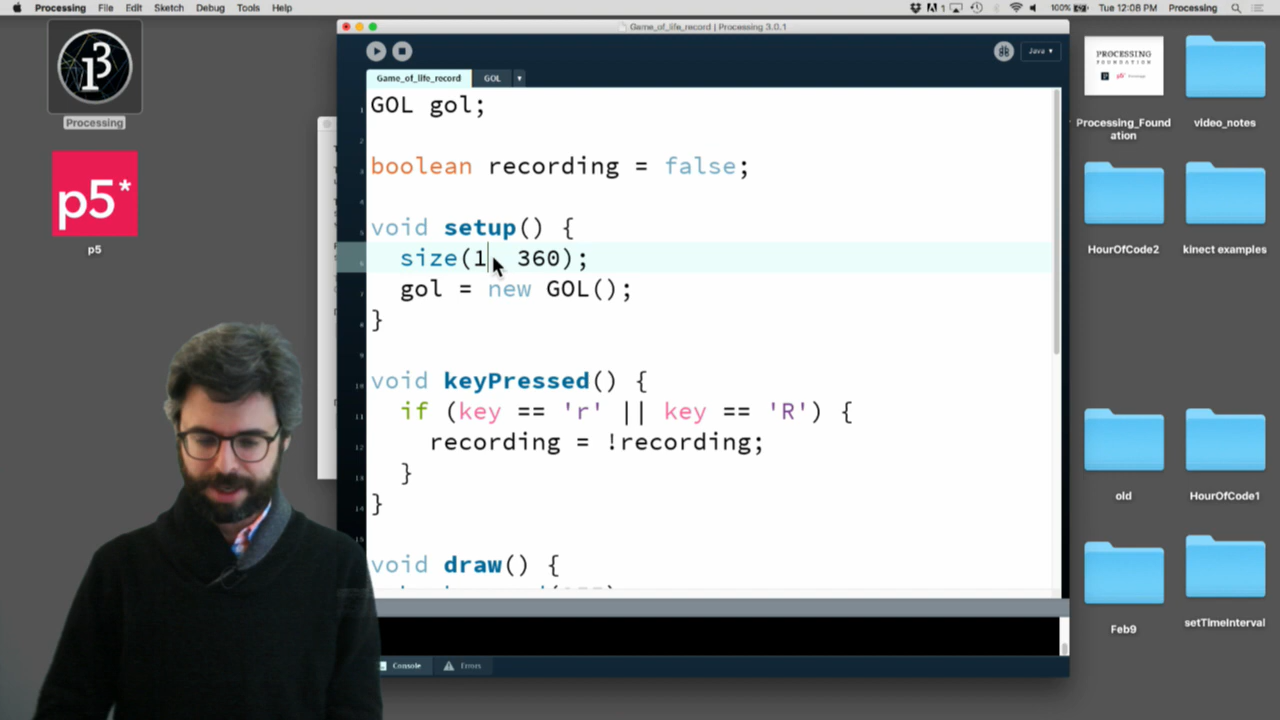 Processing File Edit Sketch Debug Tools Help
1 100% Tue 12:08 PM Processing
Game_of_life_record | Processing 3.0.1
Java
Game_of_life_record GOL
GOL gol;
boolean recording = false;
void setup() {
size(1, 360);
gol = new GOL();
}
void keyPressed() {
if (key == 'r' || key == 'R') {
recording = !recording;
}
}
void draw() {
Console Errors
Processing
p5*
p5
PROCESSING
FOUNDATION
Processing_Found
ation
video_notes
HourOfCode2
kinect examples
old
HourOfCode1
Feb9
setTimeInterval